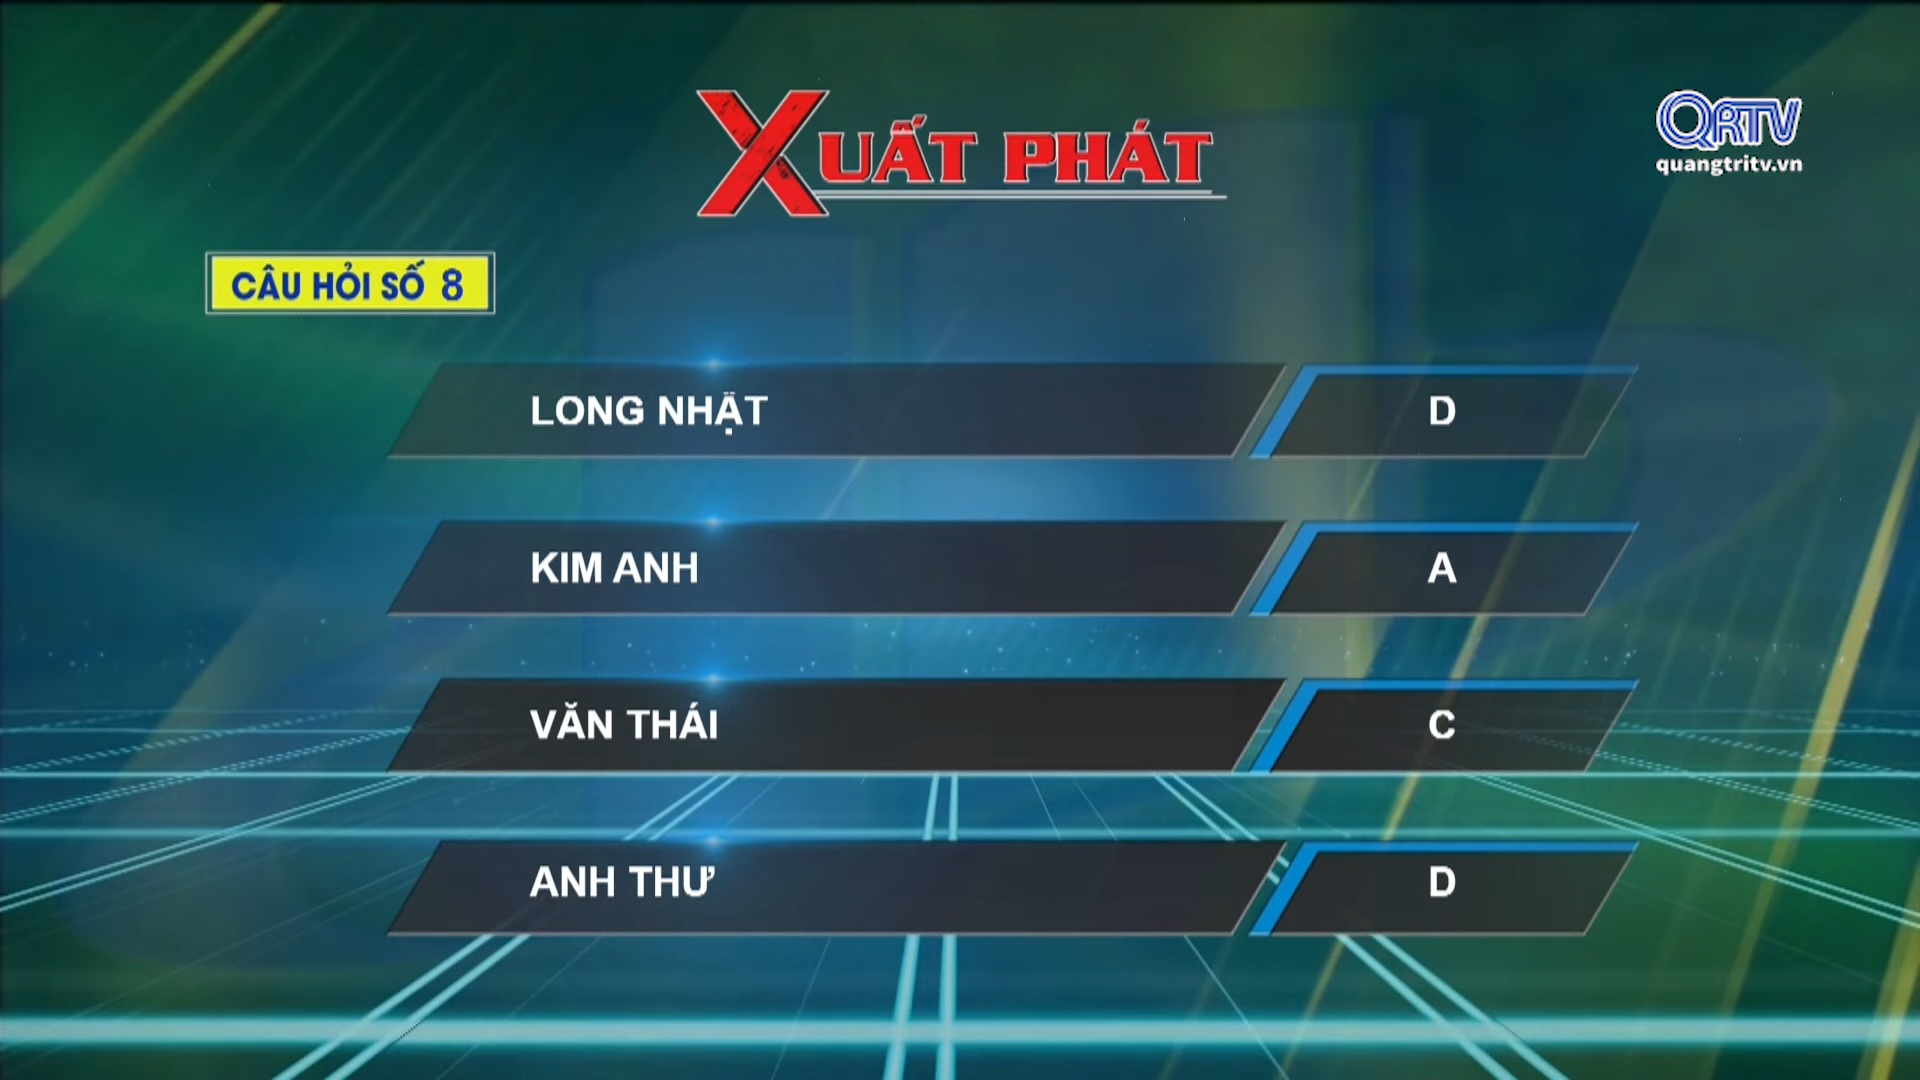 XUẤT PHÁT
QRTV
quangtritv.vn
CÂU HỎI SỐ 8
LONG NHẬT D
KIM ANH A
VĂN THÁI C
ANH THƯ D